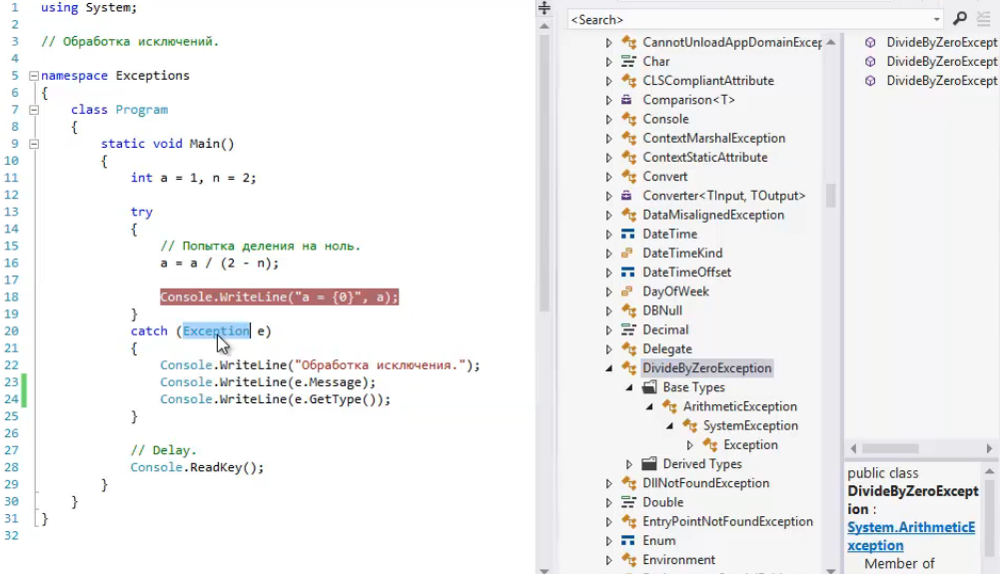 1 using System;
2
3 // Обработка исключений.
4
5 namespace Exceptions
6 {
7 class Program
8 {
9 static void Main()
10 {
11 int a = 1, n = 2;
12
13 try
14 {
15 // Попытка деления на ноль.
16 a = a / (2 - n);
17
18 Console.WriteLine("a = {0}", a);
19 }
20 catch (Exception e)
21 {
22 Console.WriteLine("Обработка исключения.");
23 Console.WriteLine(e.Message);
24 Console.WriteLine(e.GetType());
25 }
26
27 // Delay.
28 Console.ReadKey();
29 }
30 }
31 }
32
<Search>
CannotUnloadAppDomainExcep
Char
CLSCompliantAttribute
Comparison<T>
Console
ContextMarshalException
ContextStaticAttribute
Convert
Converter<TInput, TOutput>
DataMisalignedException
DateTime
DateTimeKind
DateTimeOffset
DayOfWeek
DBNull
Decimal
Delegate
DivideByZeroException
Base Types
ArithmeticException
SystemException
Exception
Derived Types
DllNotFoundException
Double
EntryPointNotFoundException
Enum
Environment
DivideByZeroExcept
DivideByZeroExcept
DivideByZeroExcept
public class
DivideByZeroExcept
ion :
System.ArithmeticE
xception
Member of